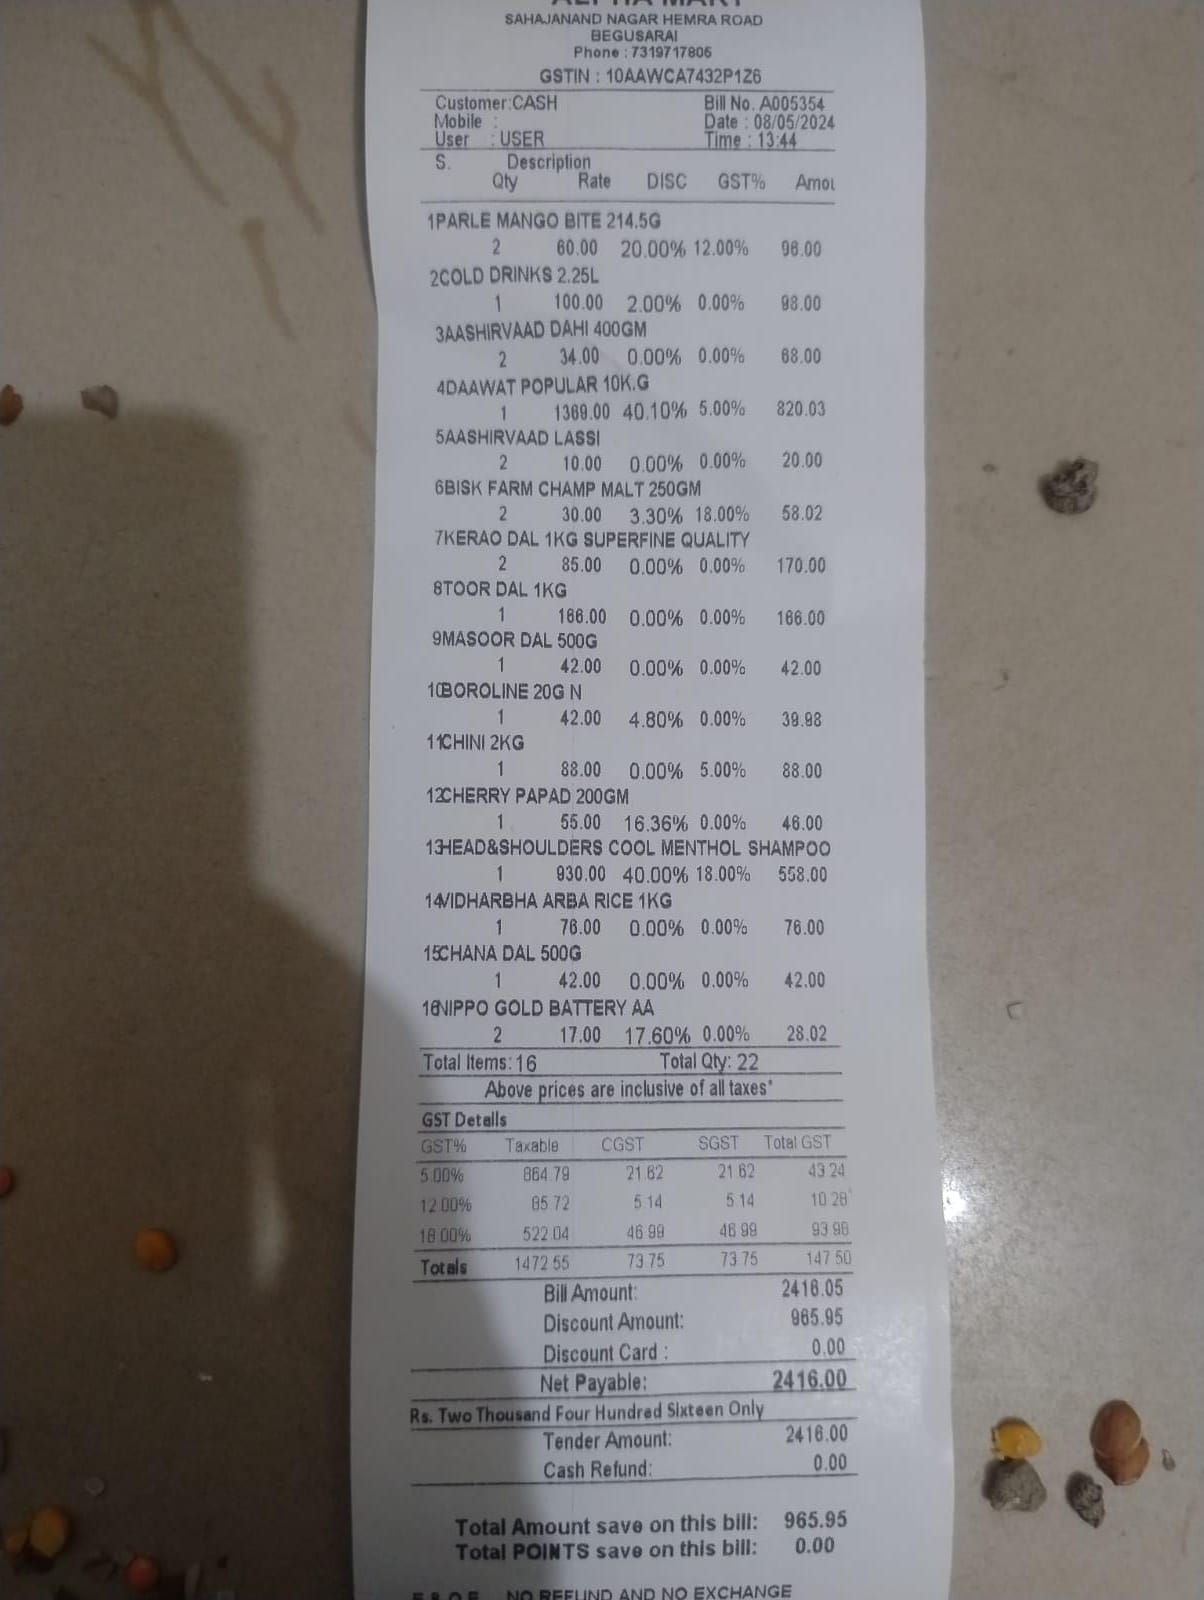 ALPHA MART
SAHAJANAND NAGAR HEMRA ROAD
BEGUSARAI
Phone : 7319717805
GSTIN : 10AAWCA7432P1Z6
Customer:CASH Bill No. A005354
Mobile : Date : 08/05/2024
User : USER Time : 13:44
S. Description
Qty Rate DISC GST% Amou
1PARLE MANGO BITE 214.5G
2 60.00 20.00% 12.00% 96.00
2COLD DRINKS 2.25L
1 100.00 2.00% 0.00% 98.00
3AASHIRVAAD DAHI 400GM
2 34.00 0.00% 0.00% 68.00
4DAAWAT POPULAR 10K.G
1 1369.00 40.10% 5.00% 820.03
5AASHIRVAAD LASSI
2 10.00 0.00% 0.00% 20.00
6BISK FARM CHAMP MALT 250GM
2 30.00 3.30% 18.00% 58.02
7KERAO DAL 1KG SUPERFINE QUALITY
2 85.00 0.00% 0.00% 170.00
8TOOR DAL 1KG
1 166.00 0.00% 0.00% 166.00
9MASOOR DAL 500G
1 42.00 0.00% 0.00% 42.00
10BOROLINE 20G N
1 42.00 4.80% 0.00% 39.98
11CHINI 2KG
1 88.00 0.00% 5.00% 88.00
12CHERRY PAPAD 200GM
1 55.00 16.36% 0.00% 46.00
13HEAD&SHOULDERS COOL MENTHOL SHAMPOO
1 930.00 40.00% 18.00% 558.00
14VIDHARBHA ARBA RICE 1KG
1 76.00 0.00% 0.00% 76.00
15CHANA DAL 500G
1 42.00 0.00% 0.00% 42.00
16NIPPO GOLD BATTERY AA
2 17.00 17.60% 0.00% 28.02
Total Items: 16 Total Qty: 22
Above prices are inclusive of all taxes*
GST Details
GST% Taxable CGST SGST Total GST
5.00% 864.79 21.62 21.62 43.24
12.00% 85.72 5.14 5.14 10.28
18.00% 522.04 46.99 46.99 93.98
Totals 1472.55 73.75 73.75 147.50
Bill Amount: 2416.05
Discount Amount: 965.95
Discount Card : 0.00
Net Payable: 2416.00
Rs. Two Thousand Four Hundred Sixteen Only
Tender Amount: 2416.00
Cash Refund: 0.00
Total Amount save on this bill: 965.95
Total POINTS save on this bill: 0.00
E & O E NO REFUND AND NO EXCHANGE